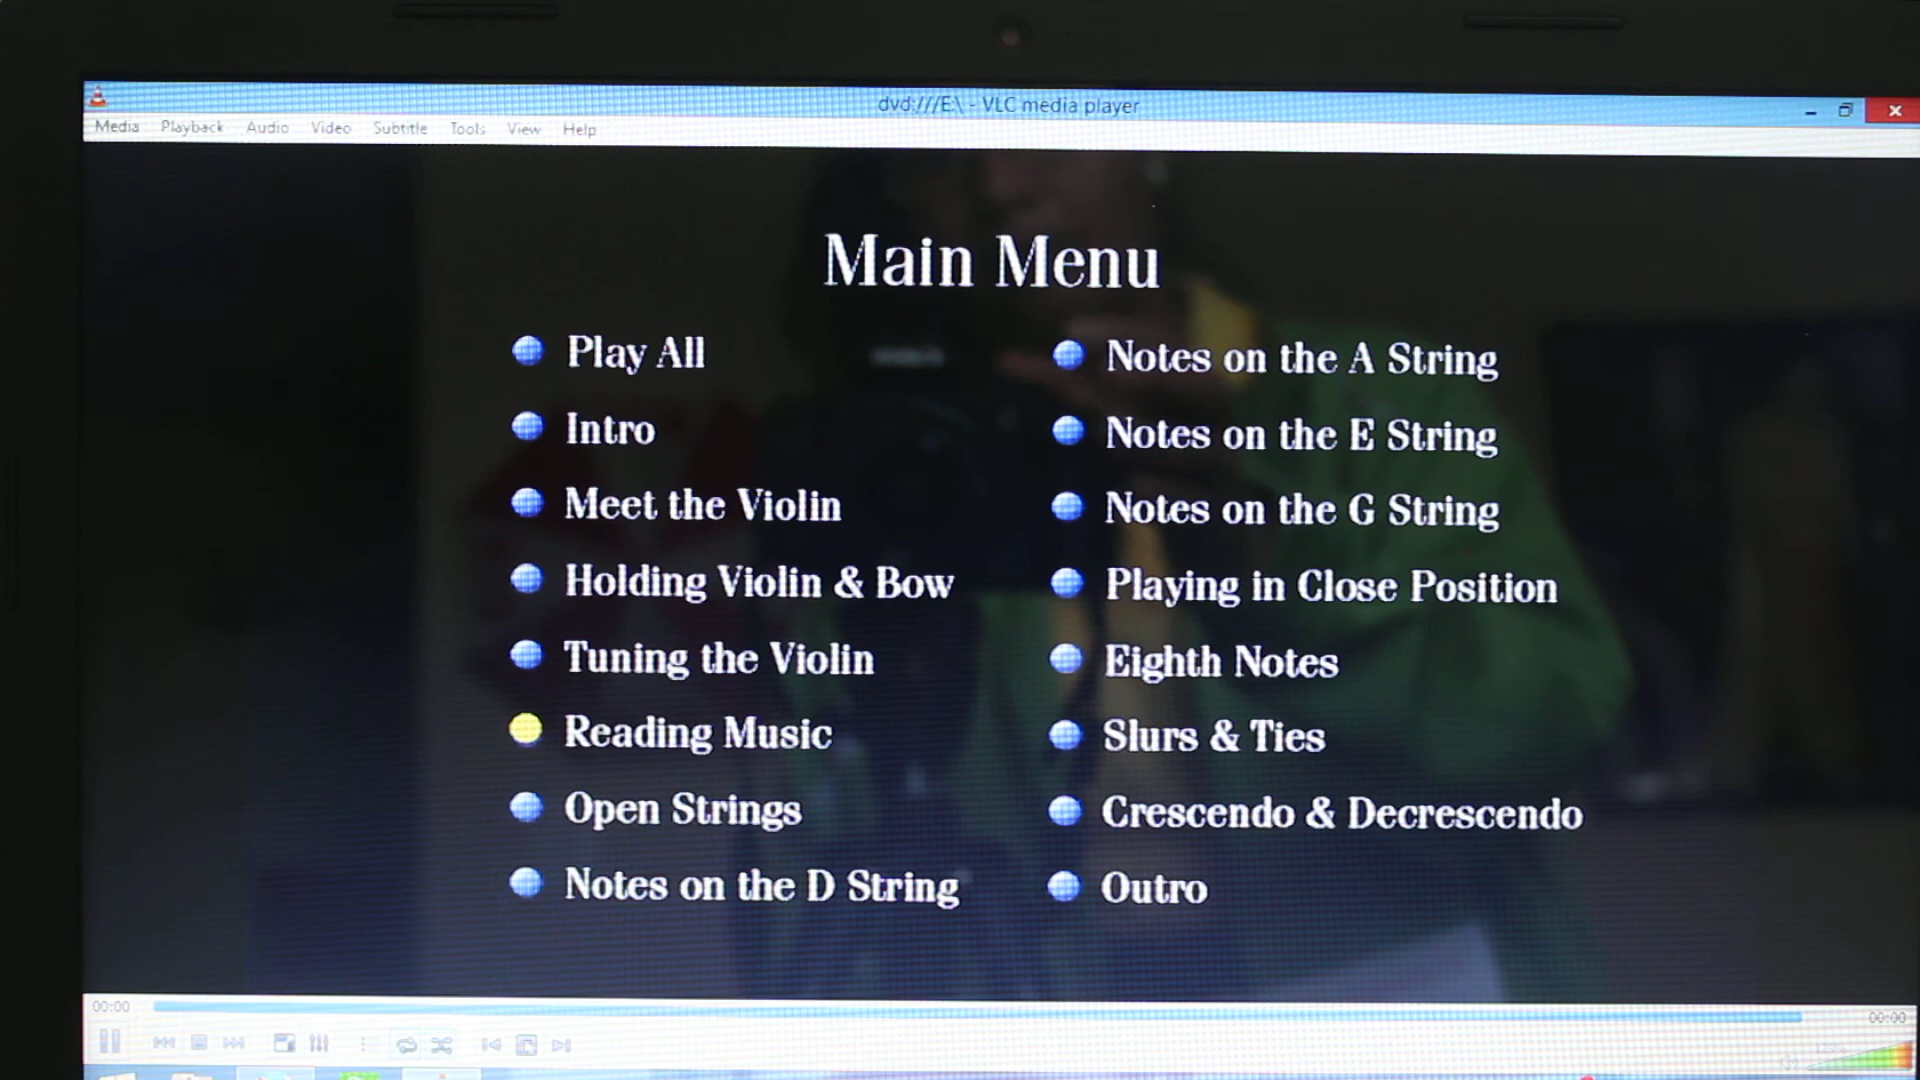 dvd:///E:\ - VLC media player
Media Playback Audio Video Subtitle Tools View Help
Main Menu
Play All
Intro
Meet the Violin
Holding Violin & Bow
Tuning the Violin
Reading Music
Open Strings
Notes on the D String
Notes on the A String
Notes on the E String
Notes on the G String
Playing in Close Position
Eighth Notes
Slurs & Ties
Crescendo & Decrescendo
Outro
00:00
00:00